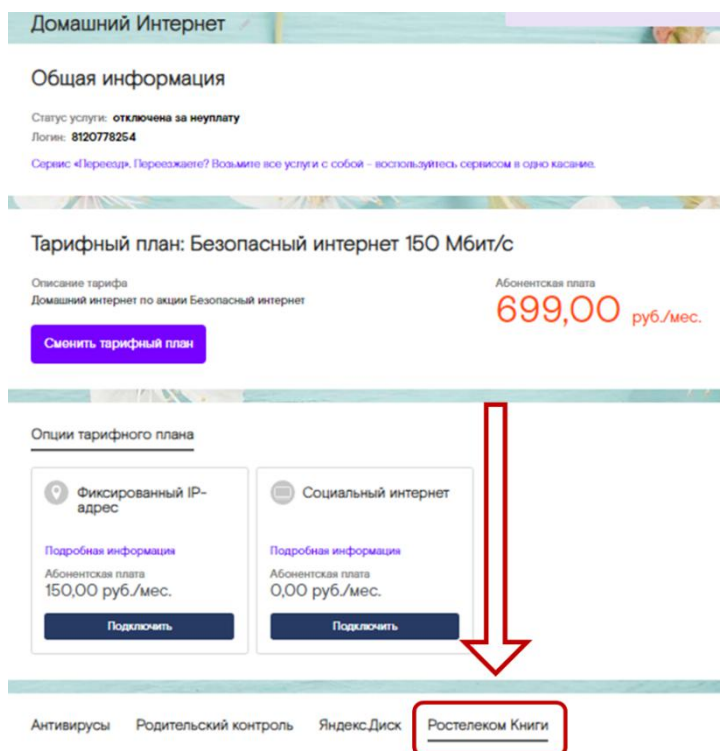 Домашний Интернет
Общая информация
Статус услуги: отключена за неуплату
Логин: 8120778254
Сервис «Переезд». Переезжаете? Возьмите все услуги с собой – воспользуйтесь сервисом в одно касание.
Тарифный план: Безопасный интернет 150 Мбит/с
Описание тарифа
Домашний интернет по акции Безопасный интернет
Абонентская плата
699,00 руб./мес.
Сменить тарифный план
Опции тарифного плана
Фиксированный IP-
адрес
Подробная информация
Абонентская плата
150,00 руб./мес.
Подключить
Социальный интернет
Подробная информация
Абонентская плата
0,00 руб./мес.
Подключить
Антивирусы Родительский контроль Яндекс.Диск Ростелеком Книги